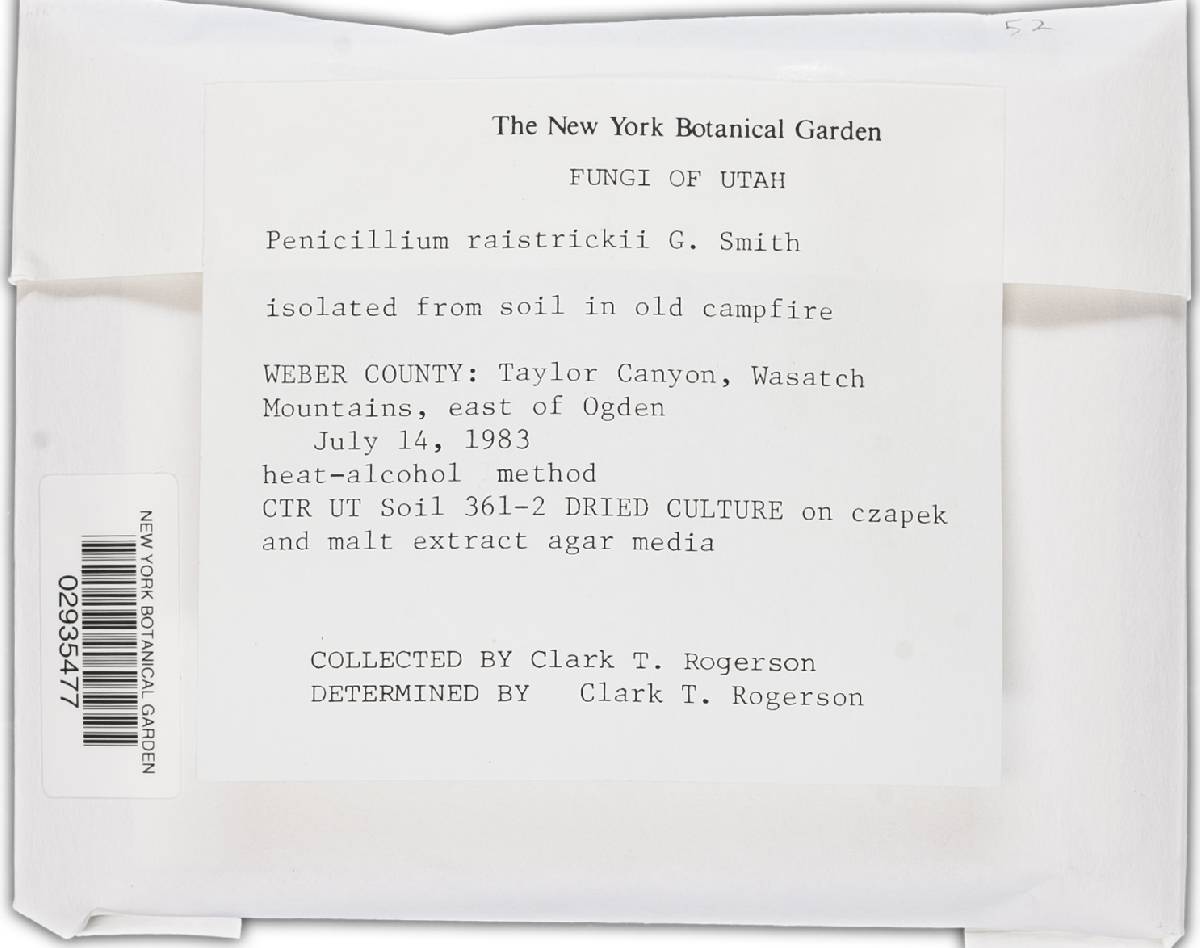 52
The New York Botanical Garden
FUNGI OF UTAH
Penicillium raistrickii G. Smith
isolated from soil in old campfire
WEBER COUNTY: Taylor Canyon, Wasatch
Mountains, east of Ogden
July 14, 1983
heat-alcohol method
CTR UT Soil 361-2 DRIED CULTURE on czapek
and malt extract agar media
COLLECTED BY Clark T. Rogerson
DETERMINED BY Clark T. Rogerson
NEW YORK BOTANICAL GARDEN
02935477